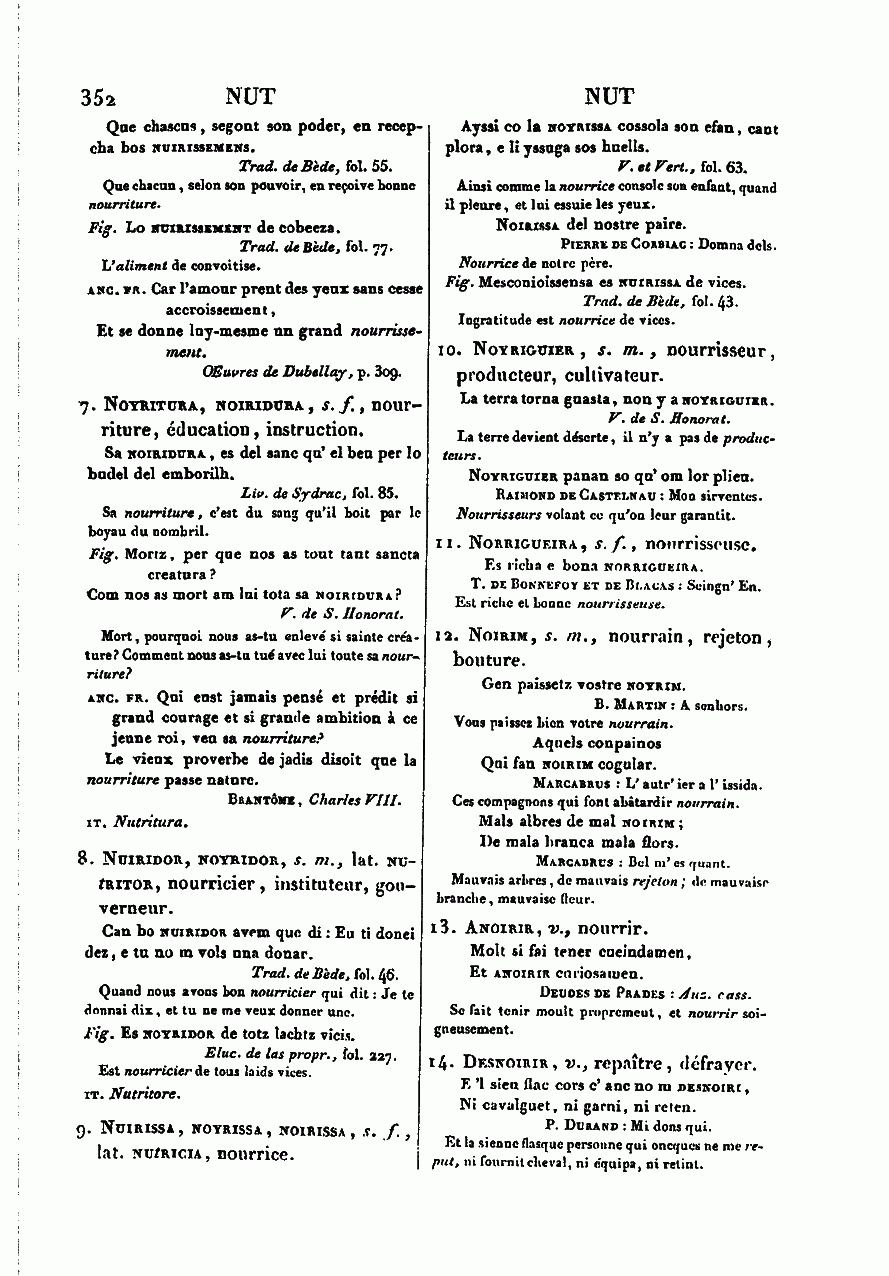 352 NUT NUT
Que chascus, segont son poder, en recep-
cha bos NUIRISSEMENS.
Trad. de Bède, fol. 55.
Que chacun, selon son pouvoir, en reçoive bonne
nourriture.
Fig. Lo NUIRISSEMENT de cobeeza.
Trad. de Bède, fol. 77.
L'aliment de convoitise.
ANC. FR. Car l'amour prent des yeux sans cesse
accroissement,
Et se donne luy-mesme un grand nourrisse-
ment.
Œuvres de Dubellay, p. 309.
7. NOYRITURA, NOIRIDURA, s. f., nour-
riture, éducation, instruction.
Sa NOIRIDURA, es del sanc qu' el beu per lo
budel del emborilh.
Liv. de Sydrac, fol. 85.
Sa nourriture, c'est du sang qu'il boit par le
boyau du nombril.
Fig. Mortz, per que nos as tout tant sancta
creatura?
Com nos as mort am lui tota sa NOIRIDURA?
V. de S. Honorat.
Mort, pourquoi nous as-tu enlevé si sainte créa-
ture? Comment nous as-tu tué avec lui toute sa nour-
riture?
ANC. FR. Qui eust jamais pensé et prédit si
grand courage et si grande ambition à ce
jeune roi, veu sa nourriture?
Le vieux proverbe de jadis disoit que la
nourriture passe nature.
BRANTÔME, Charles VIII.
IT. Nutritura.
8. NUIRIDOR, NOYRIDOR, s. m., lat. NU-
tRITOR, nourricier, instituteur, gou-
verneur.
Can bo NUIRIDOR avem que di: Eu ti donei
dez, e tu no m vols una donar.
Trad. de Bède, fol. 46.
Quand nous avons bon nourricier qui dit: Je te
donnai dix, et tu ne me veux donner une.
Fig. Es NOYRIDOR de totz lachtz vicis.
Eluc. de las propr., fol. 227.
Est nourricier de tous laids vices.
IT. Nutritore.
9. NUIRISSA, NOYRISSA, NOIRISSA, s. f.,
lat. NUtRICIA, nourrice.
Ayssi co la NOYRISSA cossola son efan, cant
plora, e li yssuga sos huells.
V. et Vert., fol. 63.
Ainsi comme la nourrice console son enfant, quand
il pleure, et lui essuie les yeux.
NOIRISSA del nostre paire.
PIERRE DE CORBIAC: Domna dels.
Nourrice de notre père.
Fig. Mesconioissensa es NUIRISSA de vices.
Trad. de Bède, fol. 43.
Ingratitude est nourrice de vices.
10. NOYRIGUIER, s. m., nourrisseur,
producteur, cultivateur.
La terra torna guasta, non y a NOYRIGUIER.
V. de S. Honorat.
La terre devient déserte, il n'y a pas de produc-
teurs.
NOYRIGUIER panan so qu' om lor plieu.
RAIMOND DE CASTELNAU: Mon sirventes.
Nourrisseurs volant ce qu'on leur garantit.
11. NORRIGUEIRA, s. f., nourrisseuse.
Es richa e bona NORRIGUEIRA.
T. DE BONNEFOY ET DE BLACAS: Seingn' En.
Est riche et bonne nourrisseuse.
12. NOIRIM, s. m., nourrain, rejeton,
bouture.
Gen paissetz vostre NOYRIM.
B. MARTIN: A senhors.
Vous paissez bien votre nourrain.
Aquels conpainos
Qui fan NOIRIM cogular.
MARCABRUS: L' autr' ier a l' issida.
Ces compagnons qui font abâtardir nourrain.
Mals albres de mal NOIRIM;
De mala branca mala flors.
MARCABRUS: Bel m' es quant.
Mauvais arbres, de mauvais rejeton; de mauvaise
branche, mauvaise fleur.
13. ANOIRIR, v., nourrir.
Molt si fai tener cueindamen,
Et ANOIRIR curiosamen.
DEUDES DE PRADES: Auz. cass.
Se fait tenir moult proprement, et nourrir soi-
gneusement.
14. DESNOIRIR, v., repaître, défrayer.
E 'l sien flac cors c' anc no m DESNOIRI,
Ni cavalguet, ni garni, ni reten.
P. DURAND: Mi dons qui.
Et la sienne flasque personne qui oncques ne me re-
put, ni fournit cheval, ni équipa, ni retint.